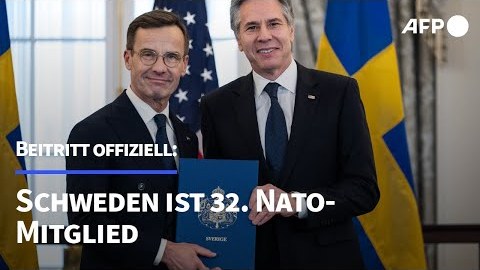 AFP
BEITRITT OFFIZIELL:
SCHWEDEN IST 32. NATO-
MITGLIED
SVERIGE